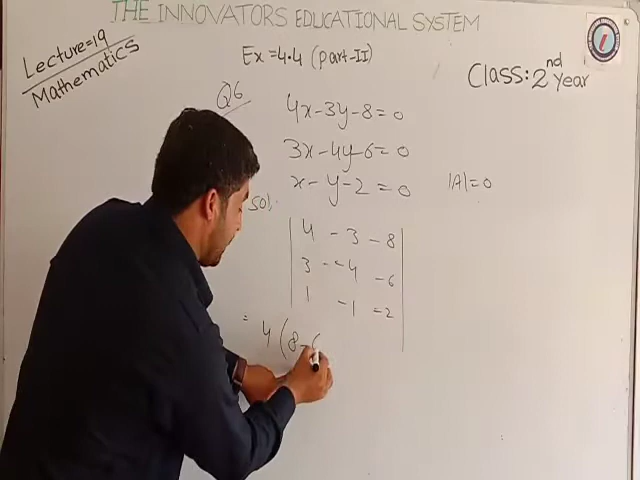 THE INNOVATORS EDUCATIONAL SYSTEM
Lecture=19
Mathematics
Ex=4.4 (part-II)
Class: 2nd year
Q6
4x-3y-8=0
3x-4y-6=0
x-y-2=0
|A|=0
Sol:
4 -3 -8
3 -4 -6
1 -1 -2
= 4(8-6